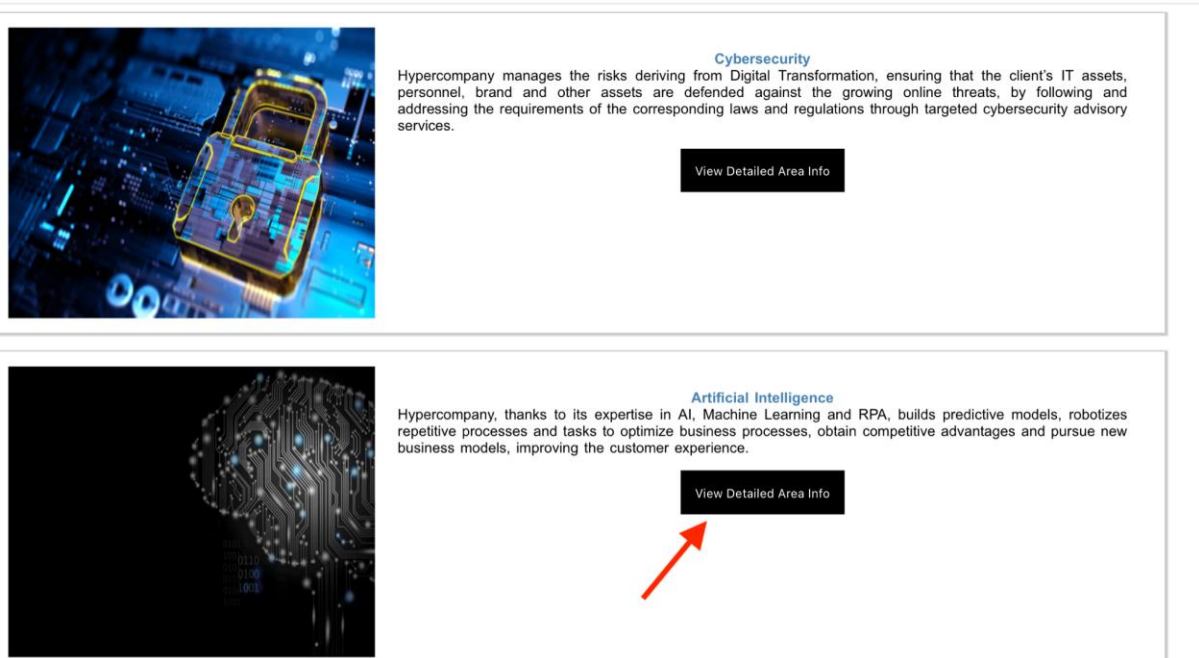 Cybersecurity
Hypercompany manages the risks deriving from Digital Transformation, ensuring that the client's IT assets,
personnel, brand and other assets are defended against the growing online threats, by following and
addressing the requirements of the corresponding laws and regulations through targeted cybersecurity advisory
services.
View Detailed Area Info
Artificial Intelligence
Hypercompany, thanks to its expertise in AI, Machine Learning and RPA, builds predictive models, robotizes
repetitive processes and tasks to optimize business processes, obtain competitive advantages and pursue new
business models, improving the customer experience.
View Detailed Area Info
0110
0100
1001